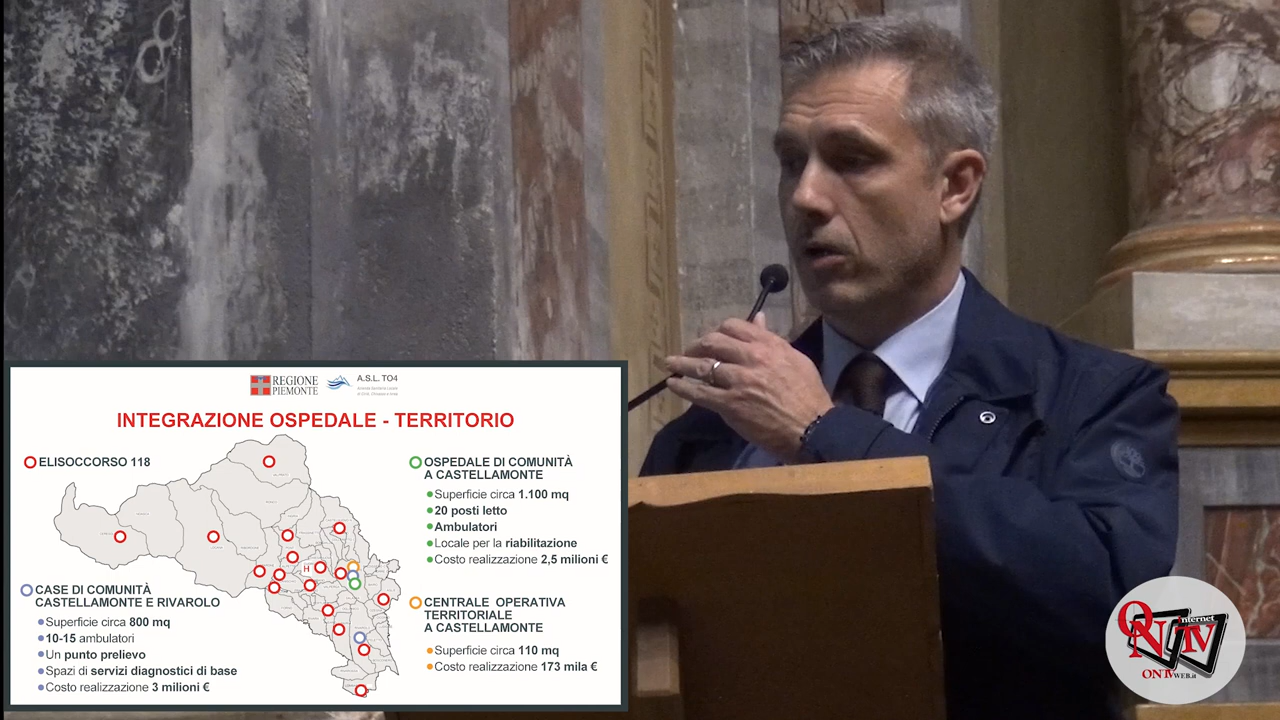 REGIONE
PIEMONTE
A.S.L. TO4
INTEGRAZIONE OSPEDALE - TERRITORIO
ELISOCCORSO 118
H
OSPEDALE DI COMUNITÀ
A CASTELLAMONTE
Superficie circa 1.100 mq
20 posti letto
Ambulatori
Locale per la riabilitazione
Costo realizzazione 2,5 milioni €
CASE DI COMUNITÀ
CASTELLAMONTE E RIVAROLO
Superficie circa 800 mq
10-15 ambulatori
Un punto prelievo
Spazi di servizi diagnostici di base
Costo realizzazione 3 milioni €
CENTRALE OPERATIVA
TERRITORIALE
A CASTELLAMONTE
Superficie circa 110 mq
Costo realizzazione 173 mila €
ON
Internet
TV
ON TV WEB.it